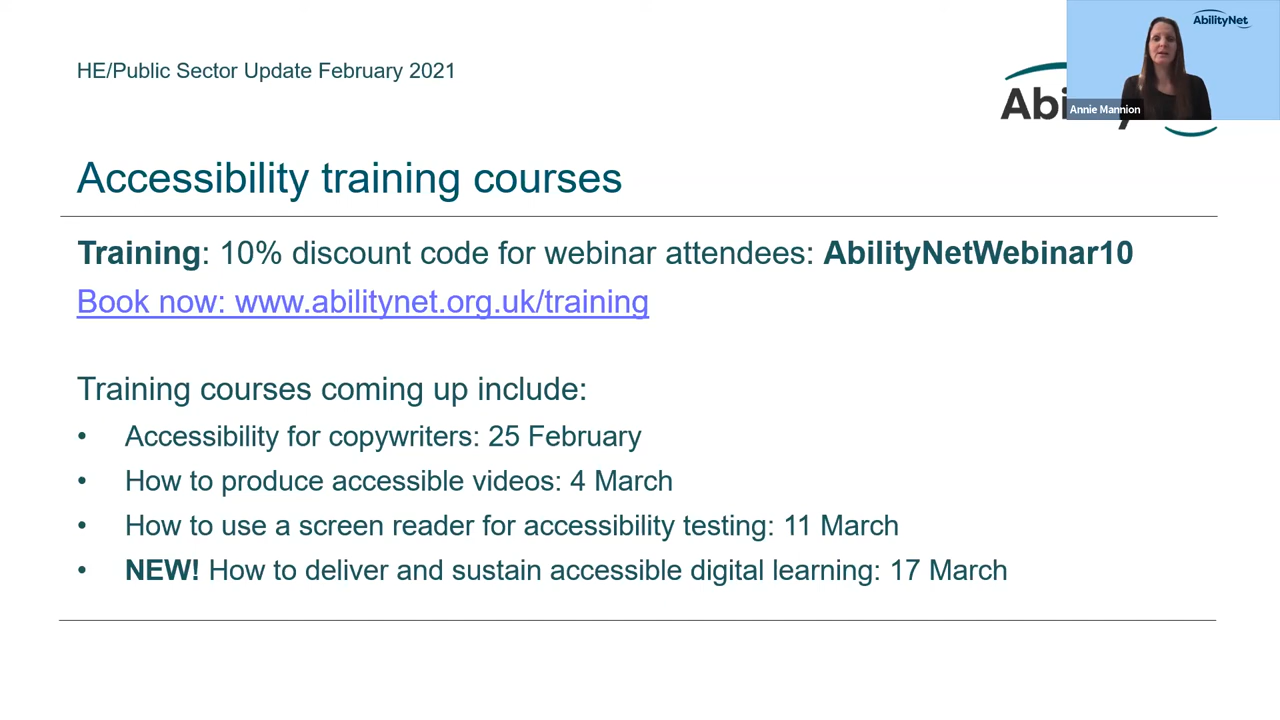 HE/Public Sector Update February 2021
AbilityNet
Annie Mannion
Accessibility training courses
Training: 10% discount code for webinar attendees: AbilityNetWebinar10
Book now: www.abilitynet.org.uk/training
Training courses coming up include:
• Accessibility for copywriters: 25 February
• How to produce accessible videos: 4 March
• How to use a screen reader for accessibility testing: 11 March
• NEW! How to deliver and sustain accessible digital learning: 17 March